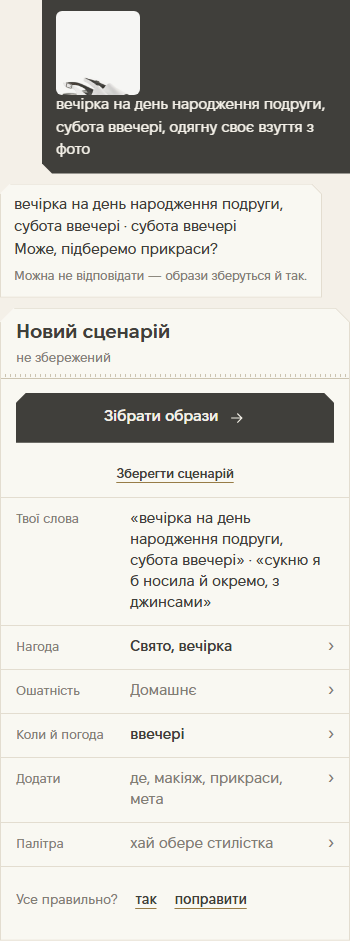 вечірка на день народження подруги,
субота ввечері, одягну своє взуття з
фото
вечірка на день народження подруги,
субота ввечері · субота ввечері
Може, підберемо прикраси?
Можна не відповідати — образи зберуться й так.
Новий сценарій
не збережений
Зібрати образи →
Зберегти сценарій
Твої слова
«вечірка на день
народження подруги,
субота ввечері» · «сукню я
б носила й окремо, з
джинсами»
Нагода Свято, вечірка ›
Ошатність Домашнє ›
Коли й погода ввечері ›
Додати де, макіяж, прикраси, ›
мета
Палітра хай обере стилістка ›
Усе правильно? так поправити